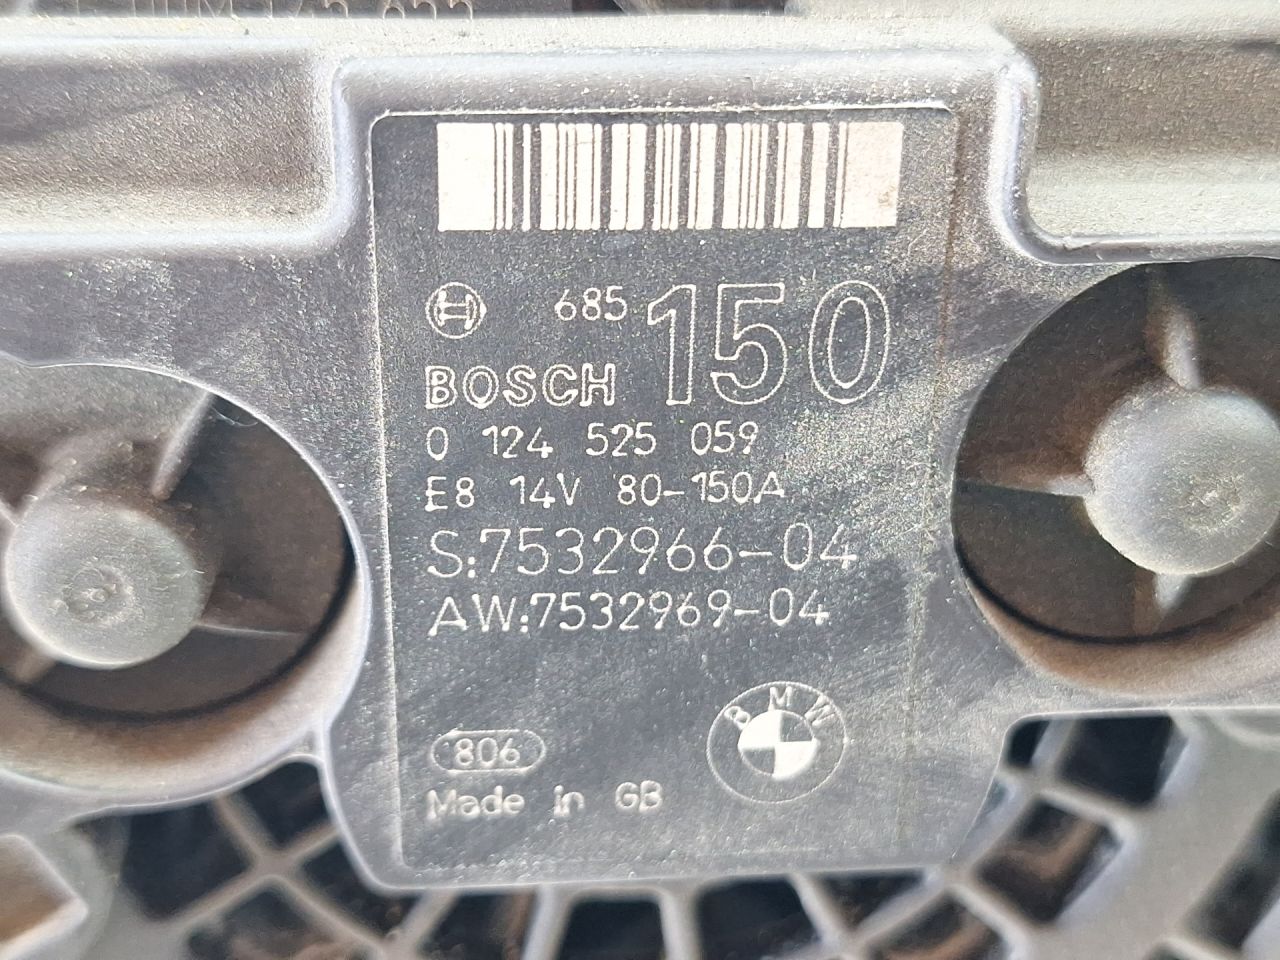 685 150
BOSCH
0 124 525 059
E8 14V 80-150A
S:7532966-04
AW:7532969-04
BMW
806
Made in GB